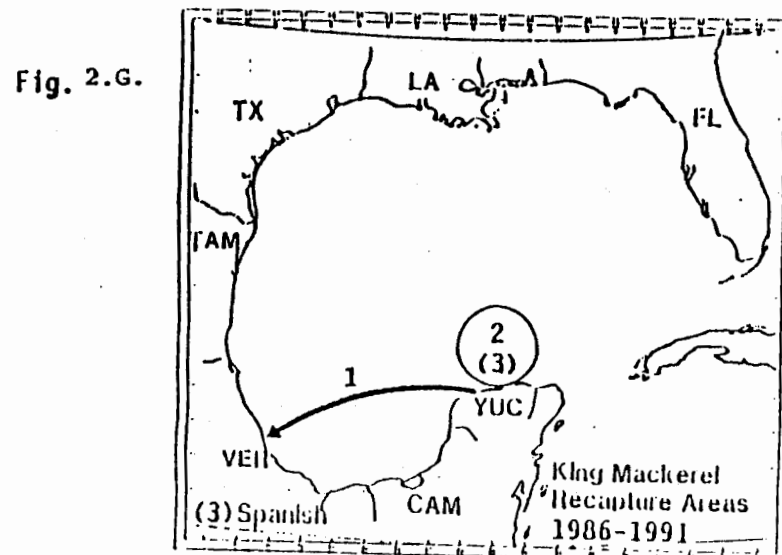 Fig. 2.G.
LA
TX
FL
TAM
2
(3)
1
YUC
VER
CAM
(3) Spanish
King Mackerel
Recapture Areas
1986-1991